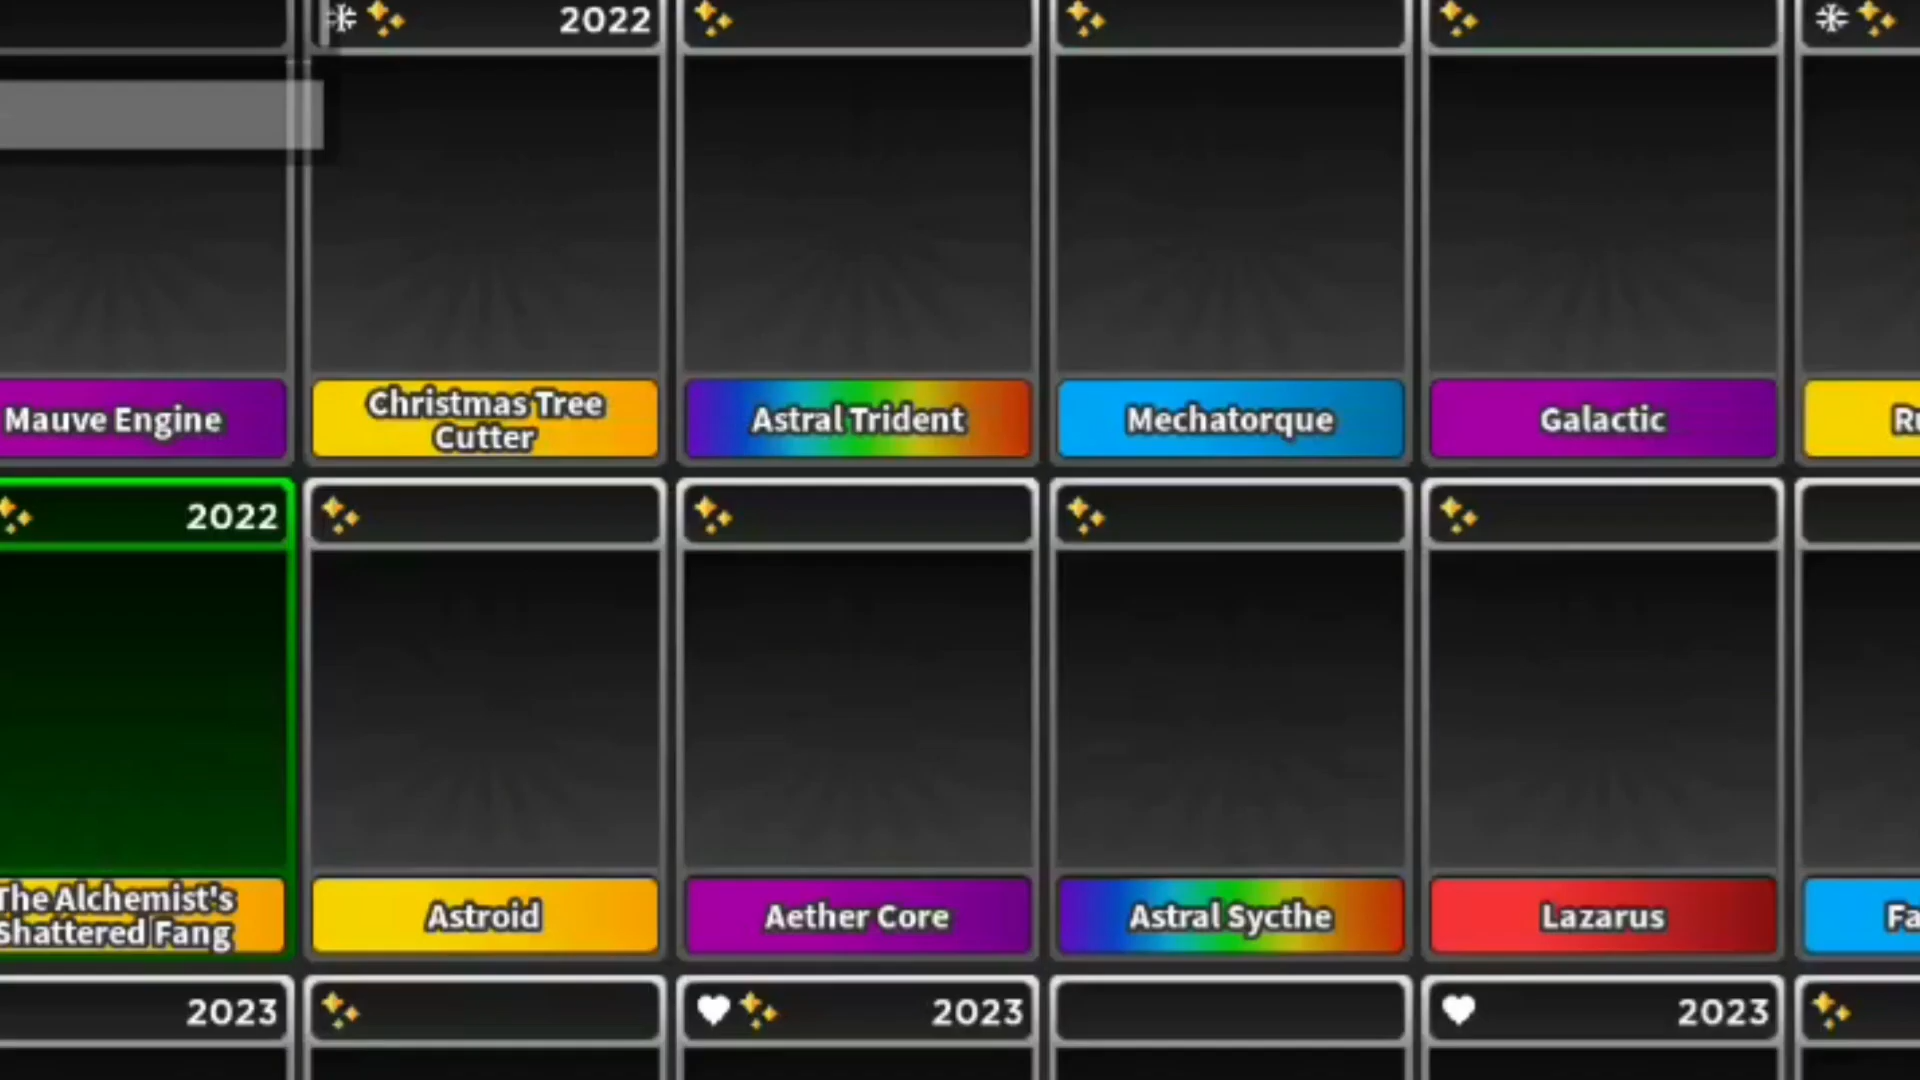 2022
Mauve Engine
Christmas Tree
Cutter
Astral Trident
Mechatorque
Galactic
2022
The Alchemist's
Shattered Fang
Astroid
Aether Core
Astral Sycthe
Lazarus
2023
2023
2023